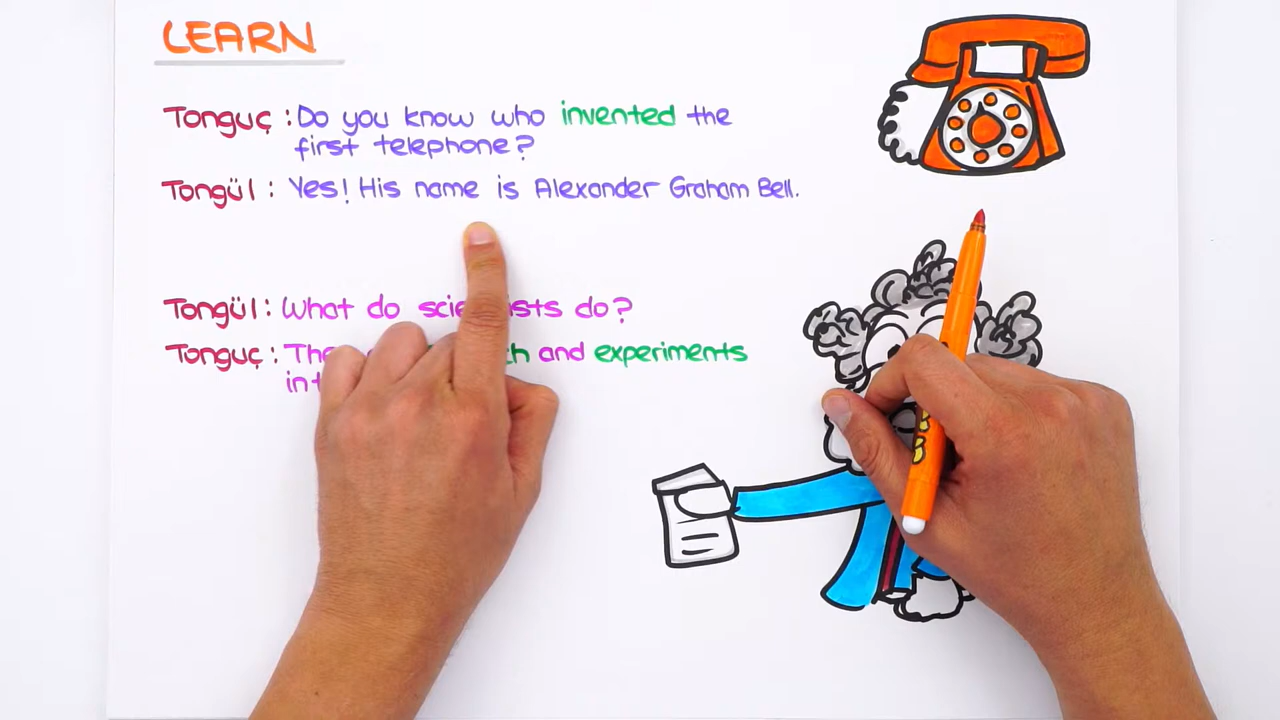 LEARN
Tonguç : Do you know who invented the
first telephone?
Tongül : Yes! His name is Alexander Graham Bell.
Tongül : What do do?
Tonguç : and experiments